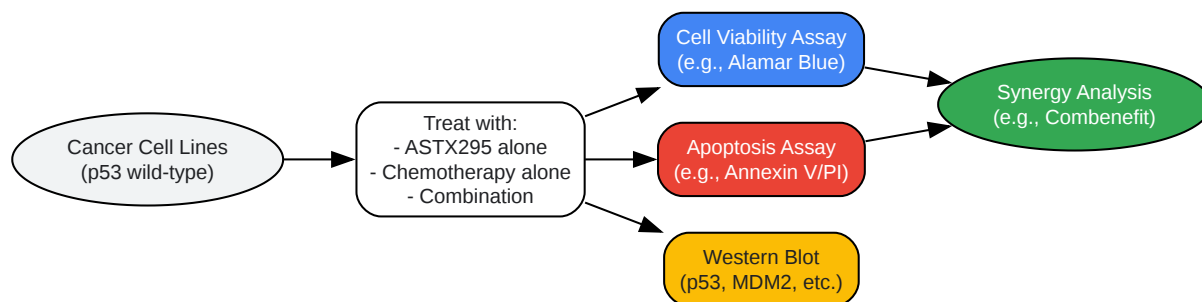 Cancer Cell Lines
(p53 wild-type)
Treat with:
- ASTX295 alone
- Chemotherapy alone
- Combination
Cell Viability Assay
(e.g., Alamar Blue)
Apoptosis Assay
(e.g., Annexin V/PI)
Western Blot
(p53, MDM2, etc.)
Synergy Analysis
(e.g., Combenefit)